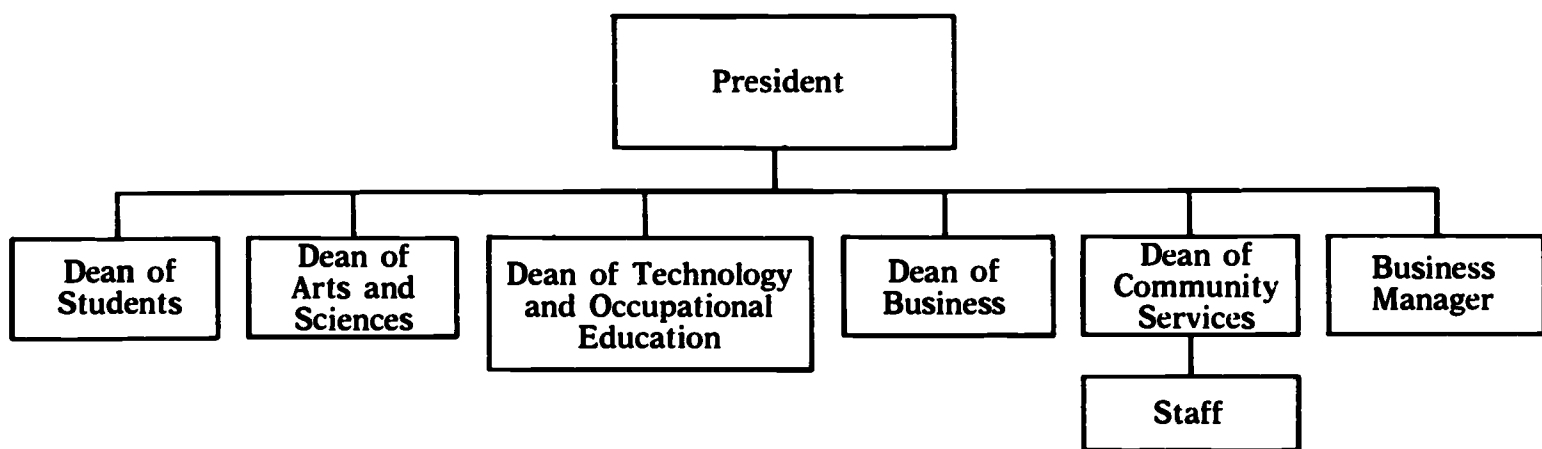 President
Dean of
Students
Dean of
Arts and
Sciences
Dean of Technology
and Occupational
Education
Dean of
Business
Dean of
Community
Services
Business
Manager
Staff